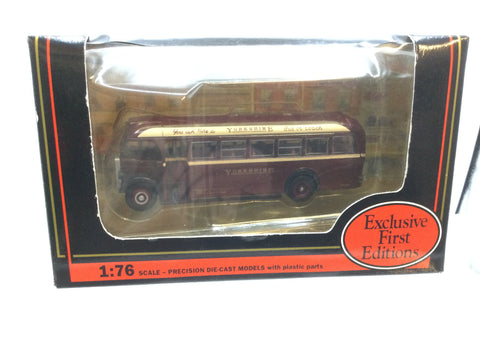 YORKSHIRE
YORKSHIRE
Exclusive
First
Editions
1:76 SCALE - PRECISION DIE-CAST MODELS with plastic parts